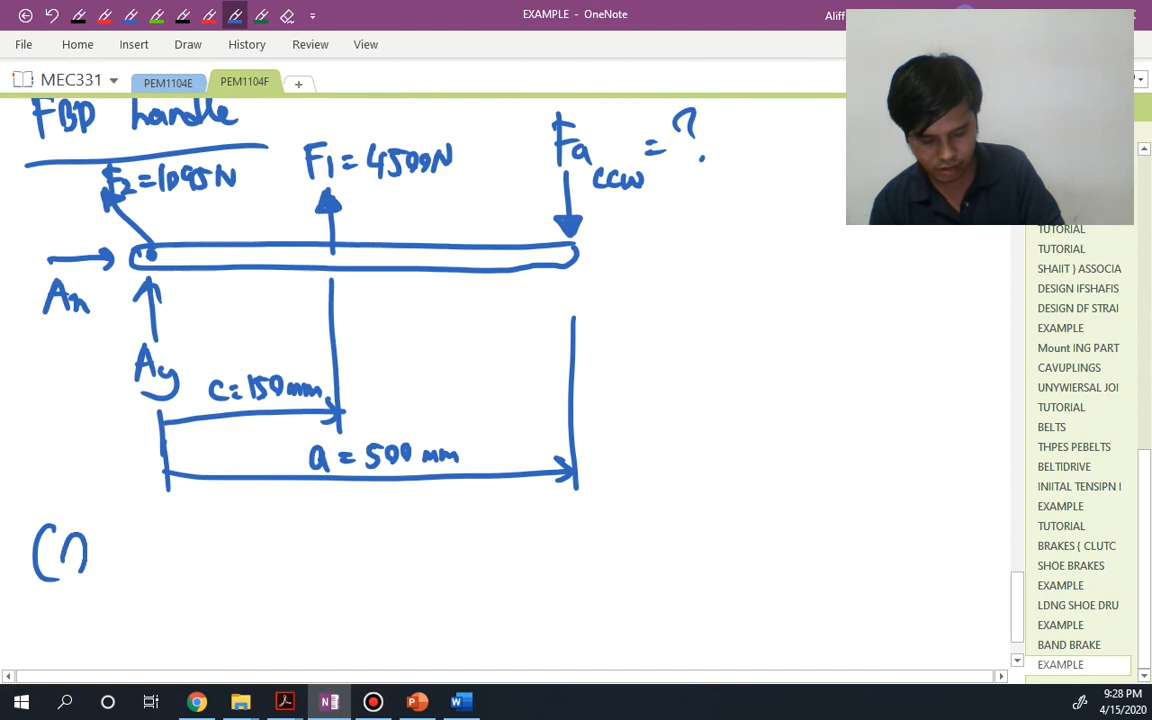 EXAMPLE - OneNote
Aliff
File Home Insert Draw History Review View
MEC331
PEM1104E
PEM1104F
FBD handle
F2 = 1095N
F1 = 4500N
Fa ccw = ?
Ax
Ay
c = 150 mm
a = 500 mm
TUTORIAL
TUTORIAL
SHAIIT } ASSOCIA
DESIGN IFSHAFIS
DESIGN DF STRAI
EXAMPLE
Mount ING PART
CAVUPLINGS
UNYWIERSAL JOI
TUTORIAL
BELTS
THPES PEBELTS
BELTIDRIVE
INIITAL TENSIPN I
EXAMPLE
TUTORIAL
BRAKES { CLUTC
SHOE BRAKES
EXAMPLE
LDNG SHOE DRU
EXAMPLE
BAND BRAKE
EXAMPLE
9:28 PM
4/15/2020